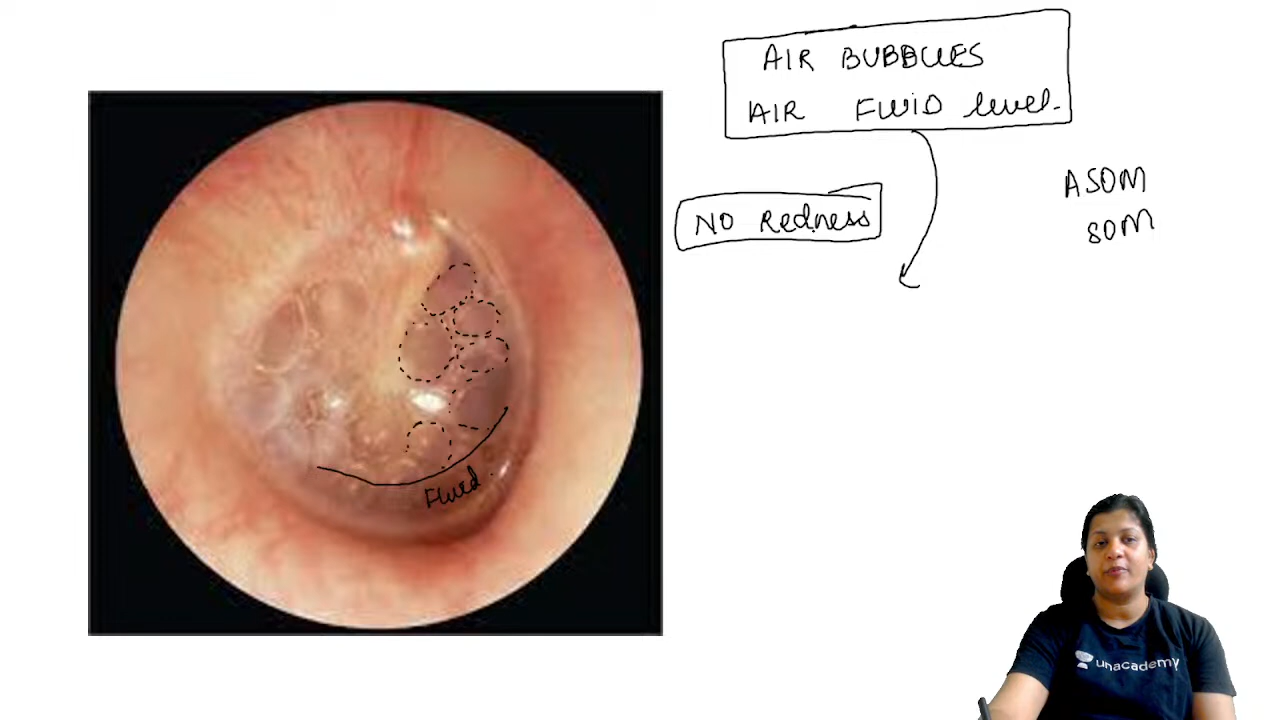 AIR BUBBLES
AIR FLUID level.
NO Redness
ASOM
SOM
Fluid.
unacademy